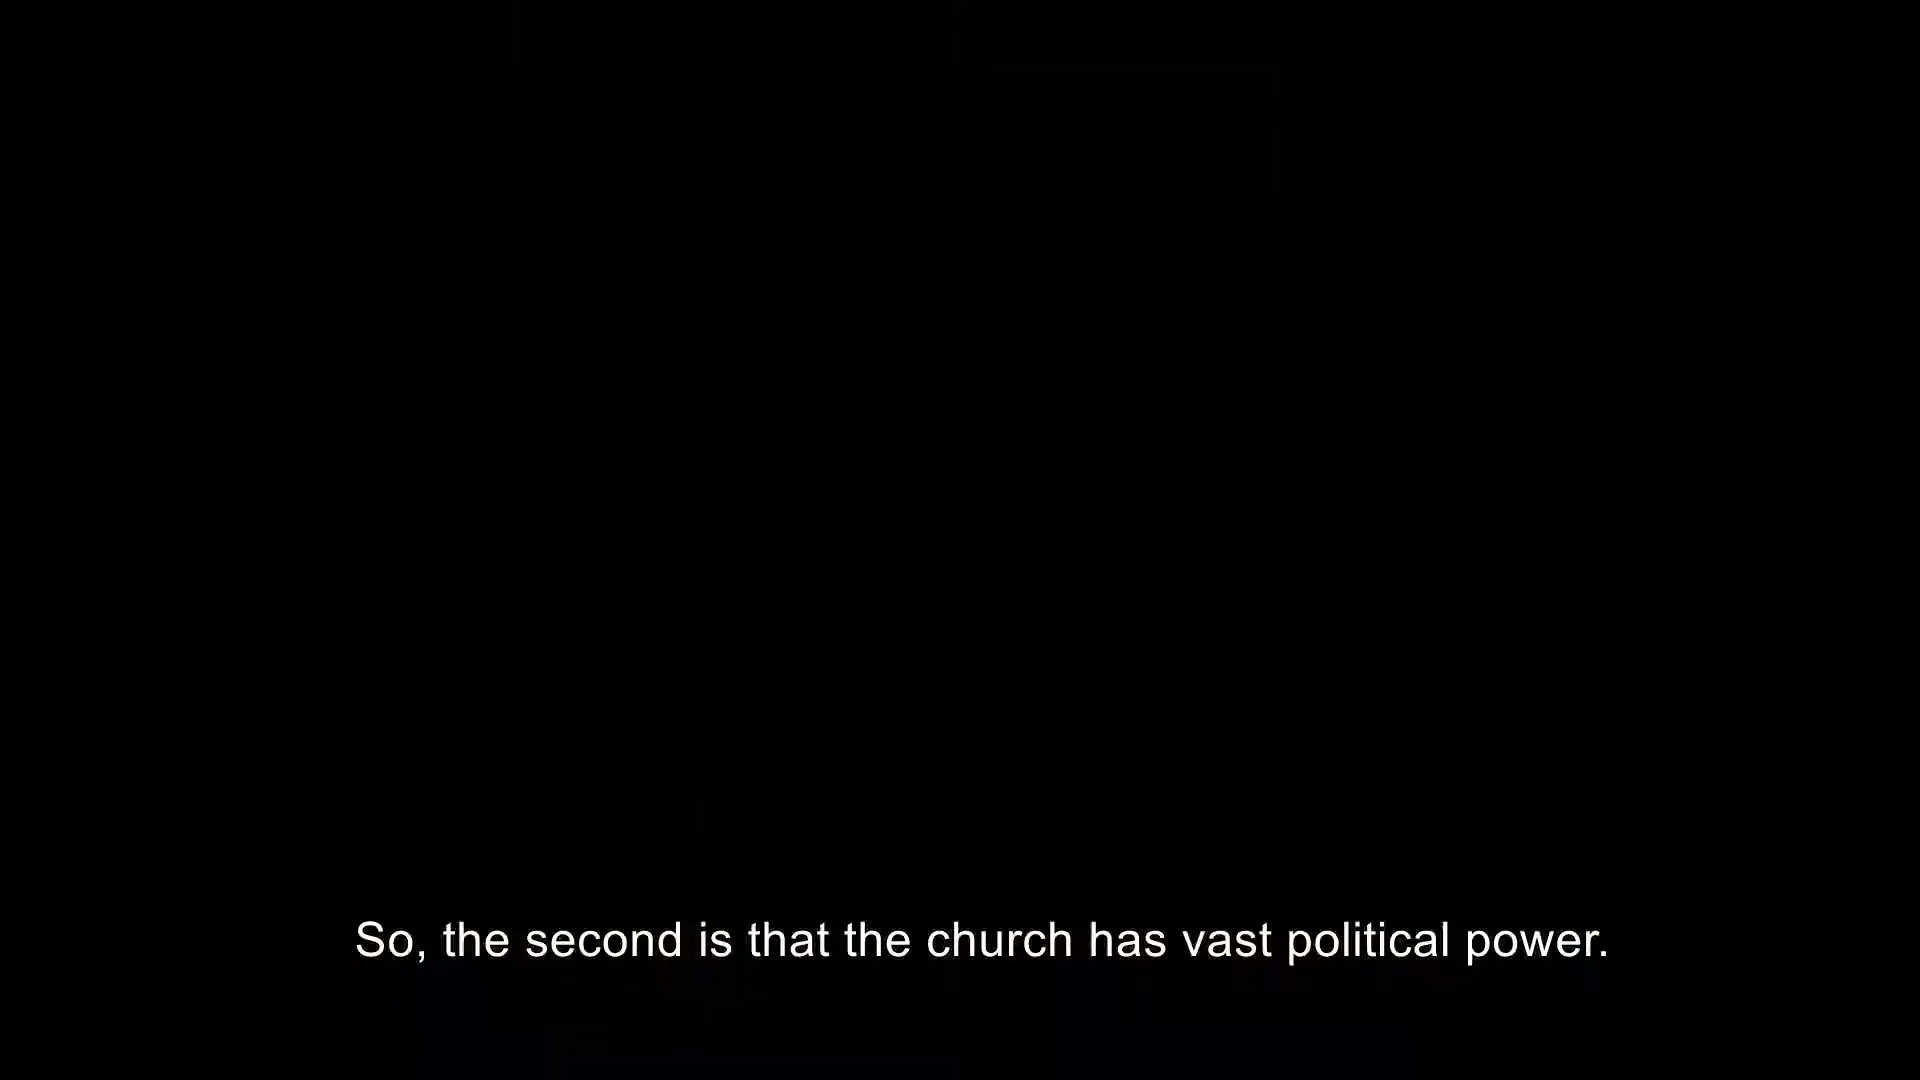 So, the second is that the church has vast political power.